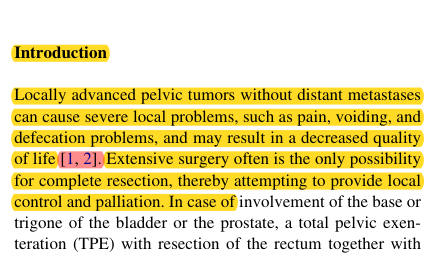 Introduction
Locally advanced pelvic tumors without distant metastases
can cause severe local problems, such as pain, voiding, and
defecation problems, and may result in a decreased quality
of life [1, 2]. Extensive surgery often is the only possibility
for complete resection, thereby attempting to provide local
control and palliation. In case of involvement of the base or
trigone of the bladder or the prostate, a total pelvic exen-
teration (TPE) with resection of the rectum together with